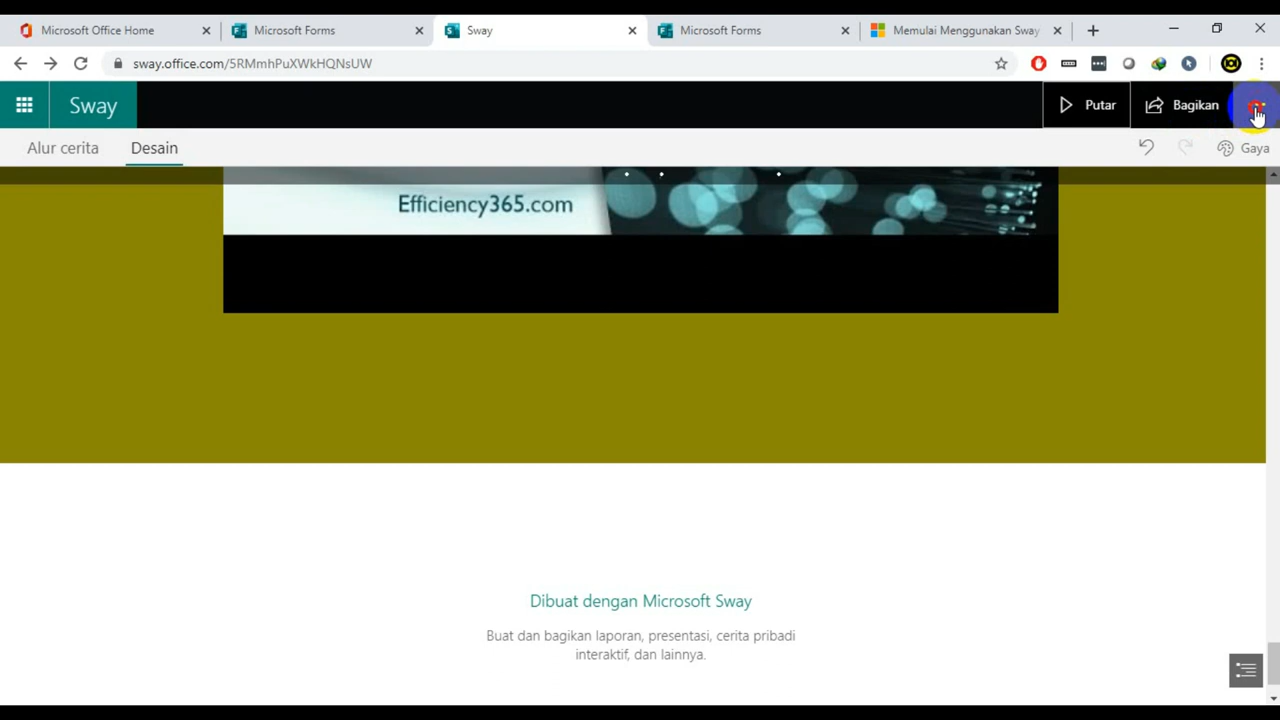 Microsoft Office Home
Microsoft Forms
Sway
Microsoft Forms
Memulai Menggunakan Sway
sway.office.com/5RMmhPuXWkHQNsUW
Sway
Putar
Bagikan
Alur cerita
Desain
Gaya
Efficiency365.com
Dibuat dengan Microsoft Sway
Buat dan bagikan laporan, presentasi, cerita pribadi
interaktif, dan lainnya.